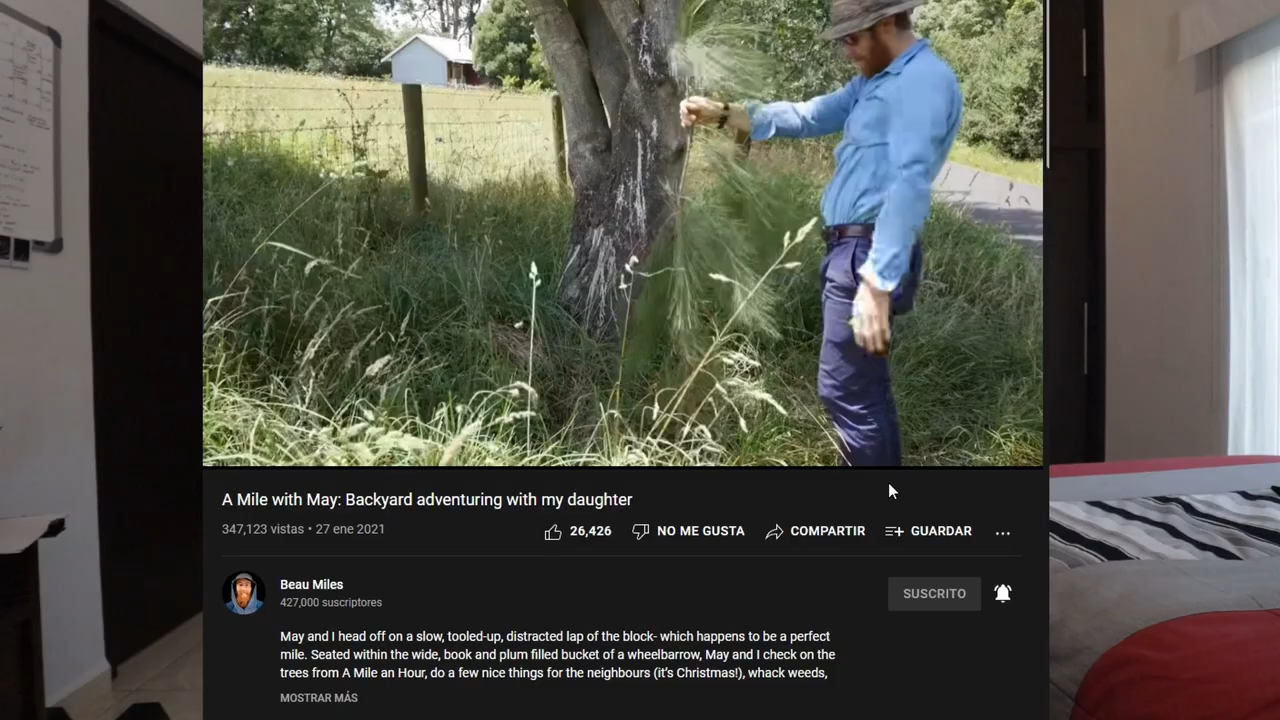 A Mile with May: Backyard adventuring with my daughter
347,123 vistas • 27 ene 2021
26,426
NO ME GUSTA
COMPARTIR
GUARDAR
Beau Miles
427,000 suscriptores
SUSCRITO
May and I head off on a slow, tooled-up, distracted lap of the block- which happens to be a perfect
mile. Seated within the wide, book and plum filled bucket of a wheelbarrow, May and I check on the
trees from A Mile an Hour, do a few nice things for the neighbours (it's Christmas!), whack weeds,
MOSTRAR MÁS